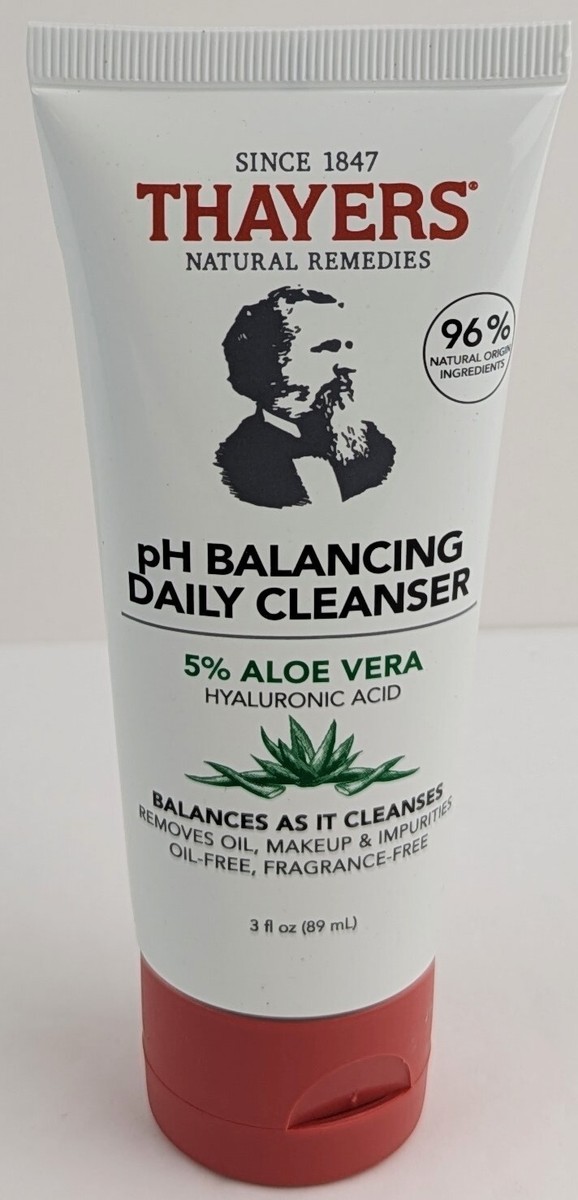 SINCE 1847
THAYERS®
NATURAL REMEDIES
96%
NATURAL ORIGIN
INGREDIENTS
pH BALANCING
DAILY CLEANSER
5% ALOE VERA
HYALURONIC ACID
BALANCES AS IT CLEANSES
REMOVES OIL, MAKEUP & IMPURITIES
OIL-FREE, FRAGRANCE-FREE
3 fl oz (89 mL)